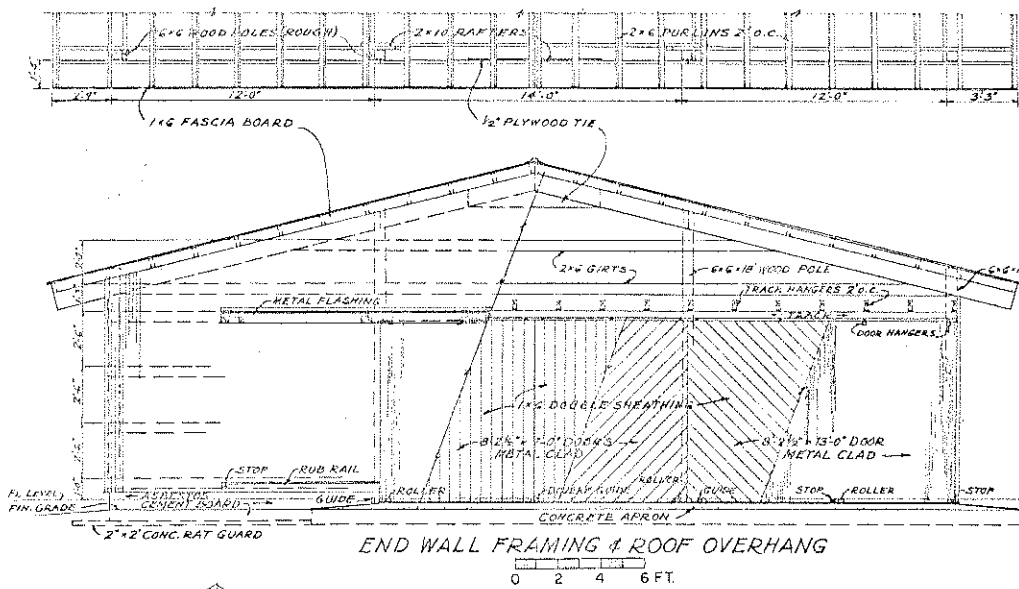 6×6 WOOD POLES (ROUGH)
2×10 RAFTERS
2×6 PURLINS 2' O.C.
12'-0"
14'-0"
12'-0"
3'3"
1×6 FASCIA BOARD
½" PLYWOOD TIE
2×6 GIRTS
6×6×18' WOOD POLE
METAL FLASHING
TRACK HANGERS 2' O.C.
TRACK
DOOR HANGERS
1×6 DOUBLE SHEATHING
8'2½" × 7'-0" DOORS
METAL CLAD
8'-2½" × 13'-0" DOOR
METAL CLAD
STOP
RUB RAIL
FL. LEVEL
FIN. GRADE
CEMENT BOARD
GUIDE
ROLLER
GUIDE
ROLLER
GUIDE
STOP
ROLLER
STOP
2"×2' CONC. RAT GUARD
CONCRETE APRON
END WALL FRAMING & ROOF OVERHANG
0 2 4 6 FT.